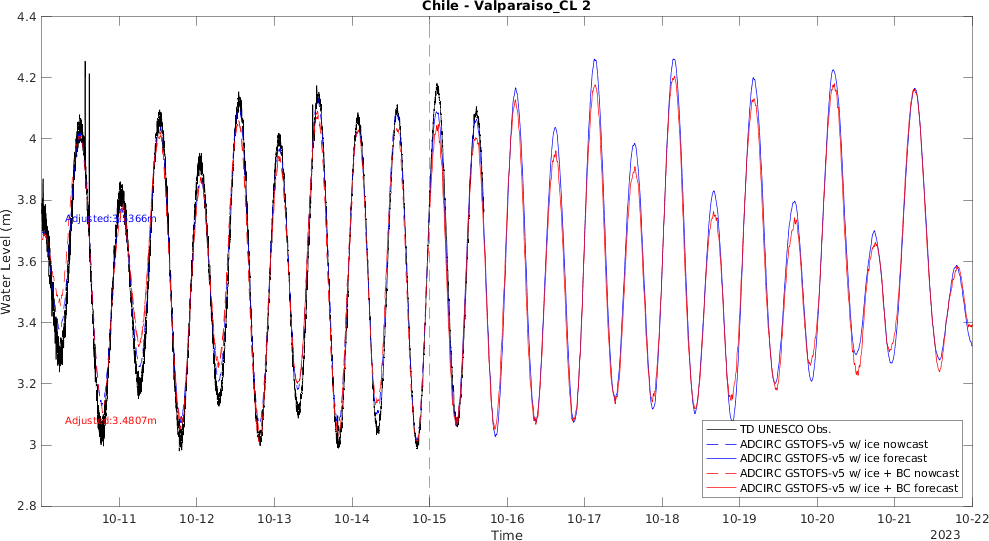 Chile - Valparaiso_CL 2
4.4
4.2
4
3.8
3.6
3.4
3.2
3
2.8
Water Level (m)
Adjusted:3.5366m
Adjusted:3.4807m
TD UNESCO Obs.
ADCIRC GSTOFS-v5 w/ ice nowcast
ADCIRC GSTOFS-v5 w/ ice forecast
ADCIRC GSTOFS-v5 w/ ice + BC nowcast
ADCIRC GSTOFS-v5 w/ ice + BC forecast
10-11 10-12 10-13 10-14 10-15 10-16 10-17 10-18 10-19 10-20 10-21 10-22
Time
2023